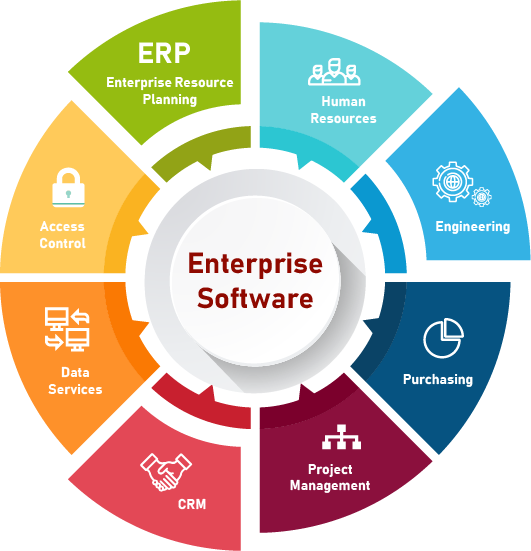 ERP
Enterprise Resource
Planning
Human
Resources
Engineering
Purchasing
Project
Management
CRM
Data
Services
Access
Control
Enterprise
Software